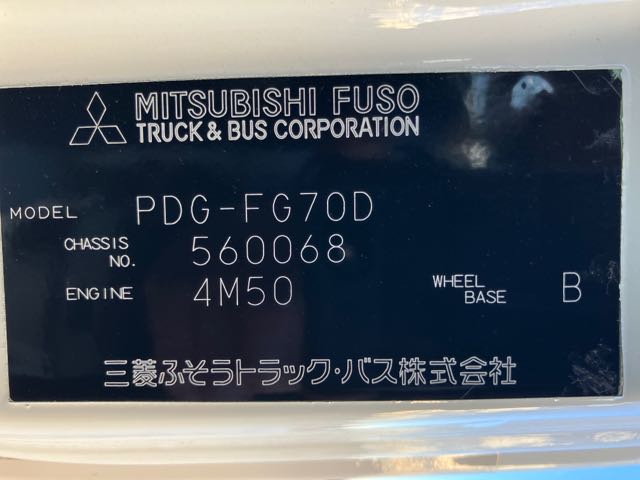 MITSUBISHI FUSO
TRUCK & BUS CORPORATION
MODEL PDG-FG70D
CHASSIS NO. 560068
ENGINE 4M50 WHEEL BASE B
三菱ふそうトラック・バス株式会社